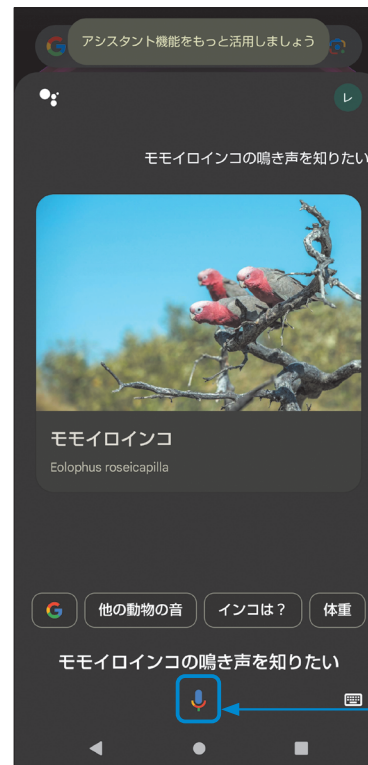 アシスタント機能をもっと活用しましょう
レ
モモイロインコの鳴き声を知りたい
モモイロインコ
Eolophus roseicapilla
他の動物の音
インコは？
体重
モモイロインコの鳴き声を知りたい